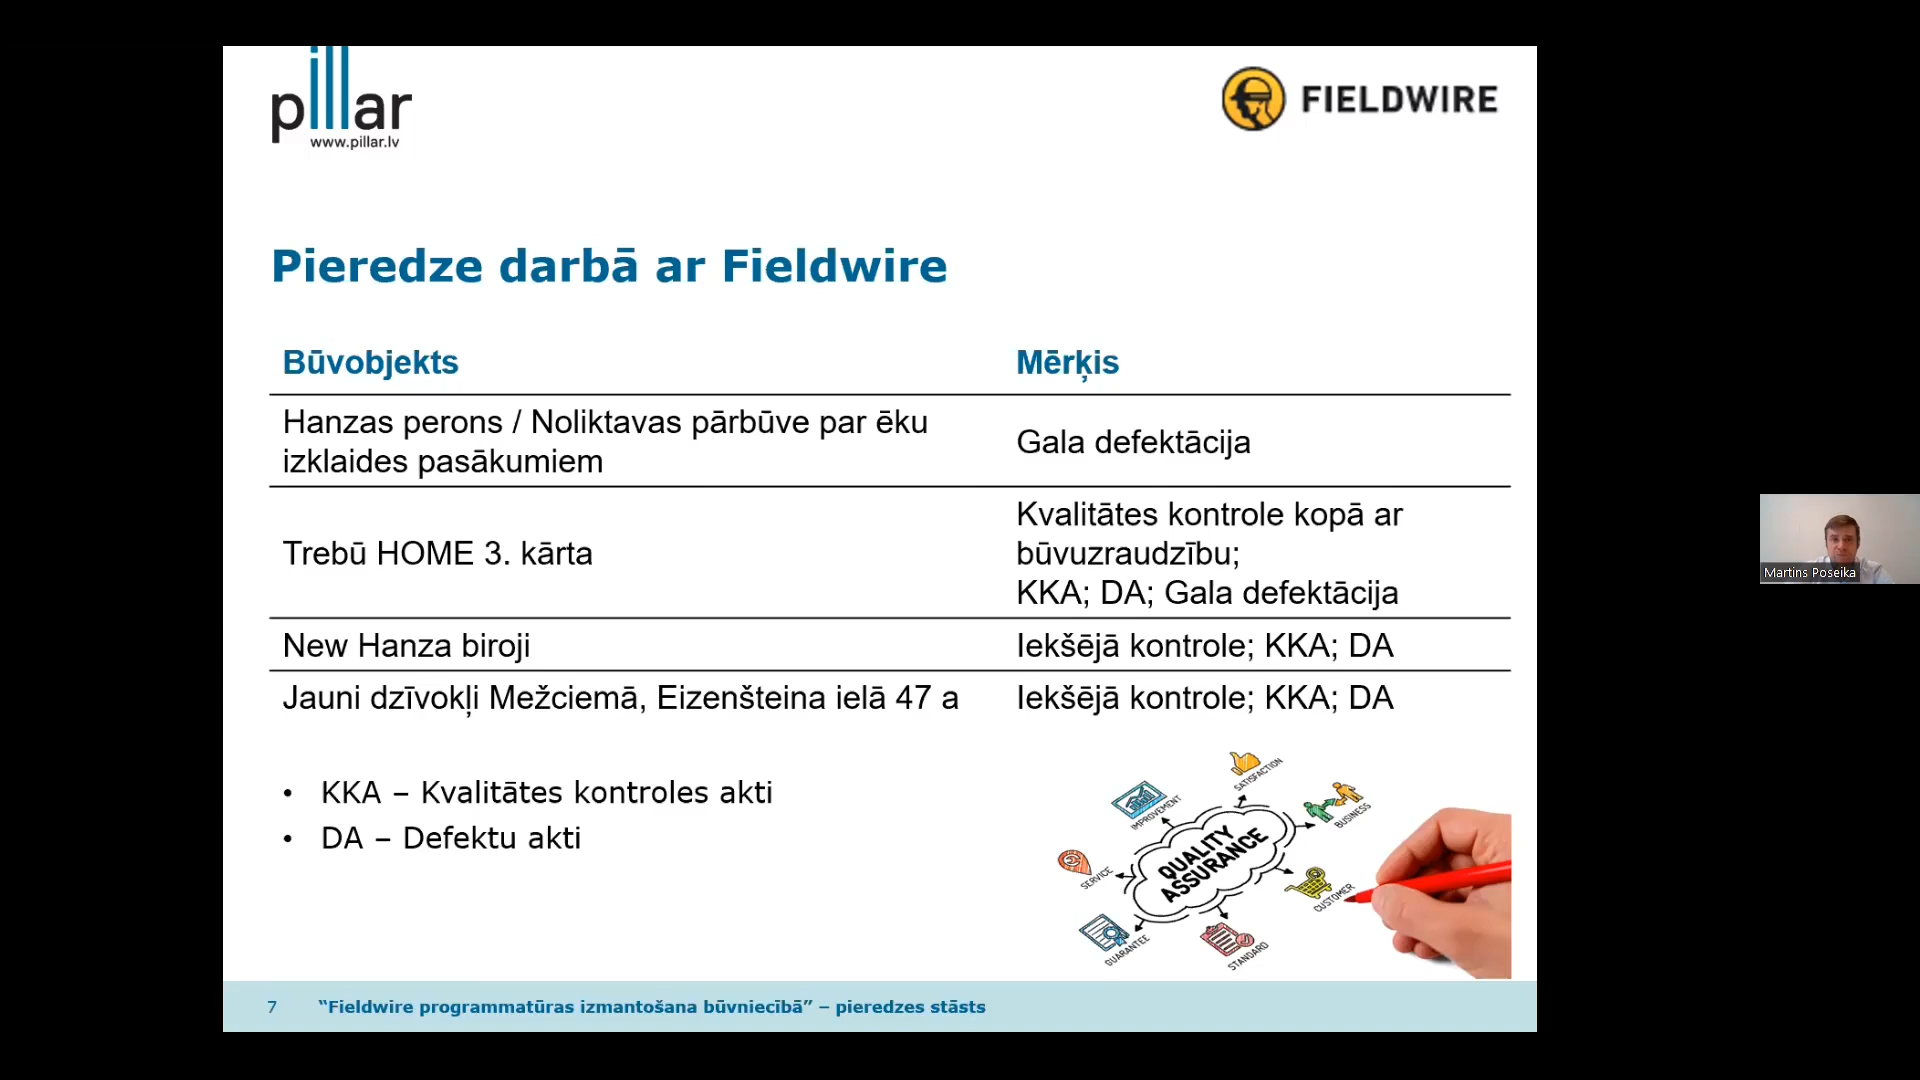 pillar
www.pillar.lv
FIELDWIRE
Pieredze darbā ar Fieldwire
Būvobjekts
Mērķis
Hanzas perons / Noliktavas pārbūve par ēku
izklaides pasākumiem
Gala defektācija
Trebū HOME 3. kārta
Kvalitātes kontrole kopā ar
būvuzraudzību;
KKA; DA; Gala defektācija
New Hanza biroji
Iekšējā kontrole; KKA; DA
Jauni dzīvokļi Mežciemā, Eizenšteina ielā 47 a
Iekšējā kontrole; KKA; DA
• KKA – Kvalitātes kontroles akti
• DA – Defektu akti
SATISFACTION
IMPROVEMENT
BUSINESS
QUALITY
ASSURANCE
SERVICE
CUSTOMER
GUARANTEE
STANDARD
7
“Fieldwire programmatūras izmantošana būvniecībā” – pieredzes stāsts
Martins Poseika